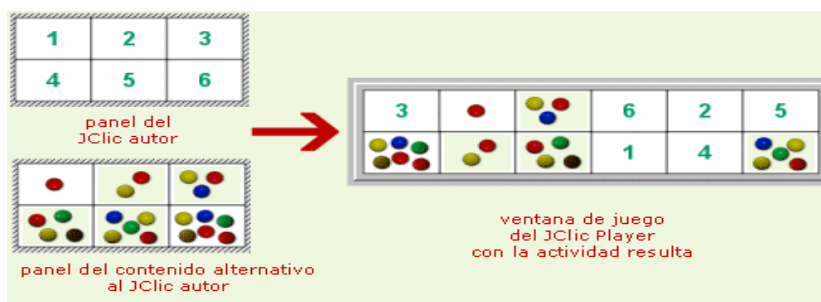 1 2 3
4 5 6
panel del
JClic autor
panel del contenido alternativo
al JClic autor
3 6 2 5
1 4
ventana de juego
del JClic Player
con la actividad resulta